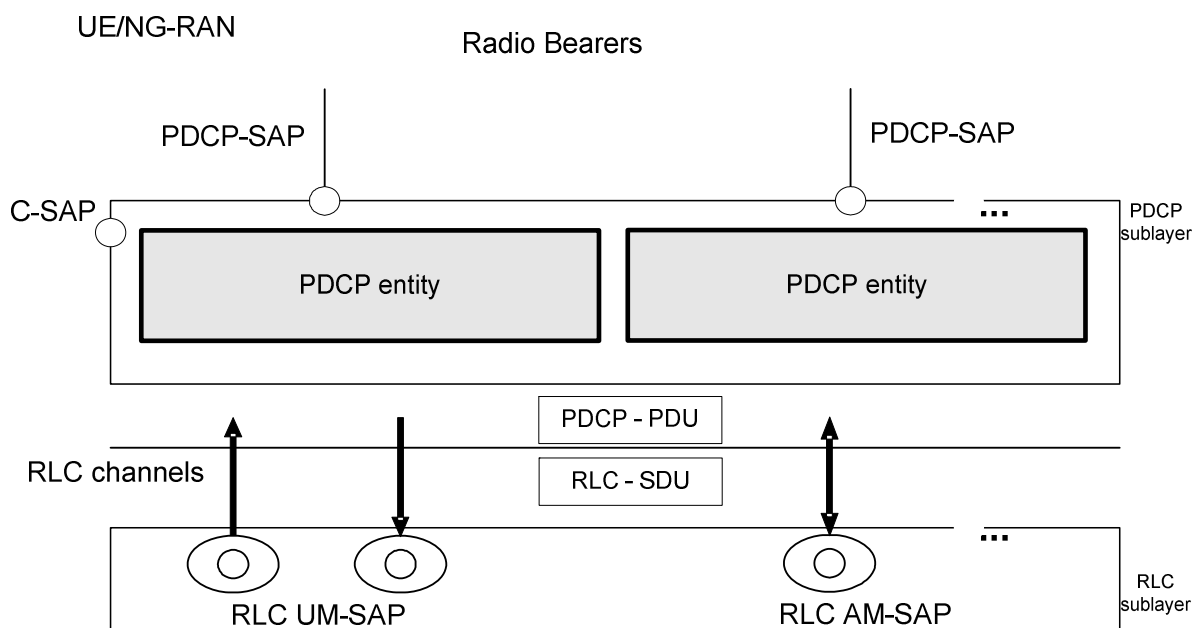 UE/NG-RAN
Radio Bearers
PDCP-SAP
PDCP-SAP
C-SAP
...
PDCP
sublayer
PDCP entity
PDCP entity
PDCP - PDU
RLC channels
RLC - SDU
...
RLC UM-SAP
RLC AM-SAP
RLC
sublayer